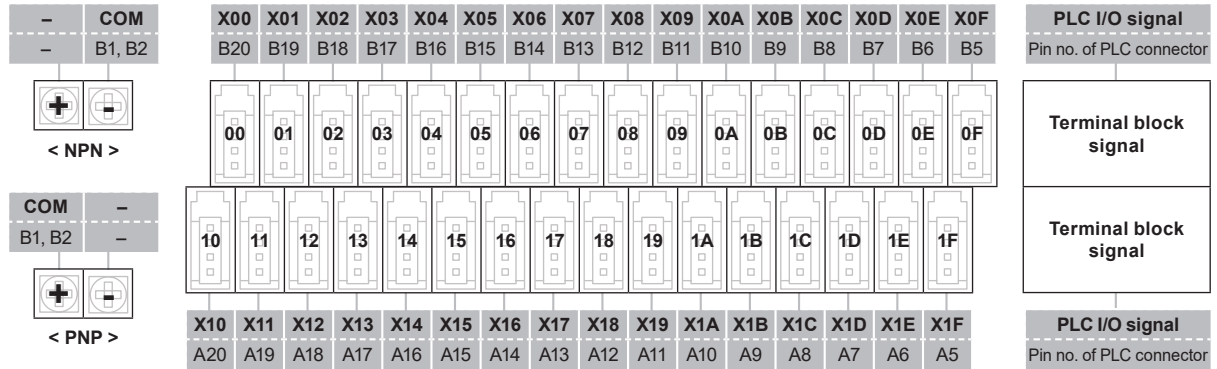 – COM X00 X01 X02 X03 X04 X05 X06 X07 X08 X09 X0A X0B X0C X0D X0E X0F PLC I/O signal
– B1, B2 B20 B19 B18 B17 B16 B15 B14 B13 B12 B11 B10 B9 B8 B7 B6 B5 Pin no. of PLC connector
+ - 00 01 02 03 04 05 06 07 08 09 0A 0B 0C 0D 0E 0F Terminal block
signal
< NPN >
COM –
B1, B2 –
10 11 12 13 14 15 16 17 18 19 1A 1B 1C 1D 1E 1F Terminal block
signal
+ -
< PNP >
X10 X11 X12 X13 X14 X15 X16 X17 X18 X19 X1A X1B X1C X1D X1E X1F PLC I/O signal
A20 A19 A18 A17 A16 A15 A14 A13 A12 A11 A10 A9 A8 A7 A6 A5 Pin no. of PLC connector